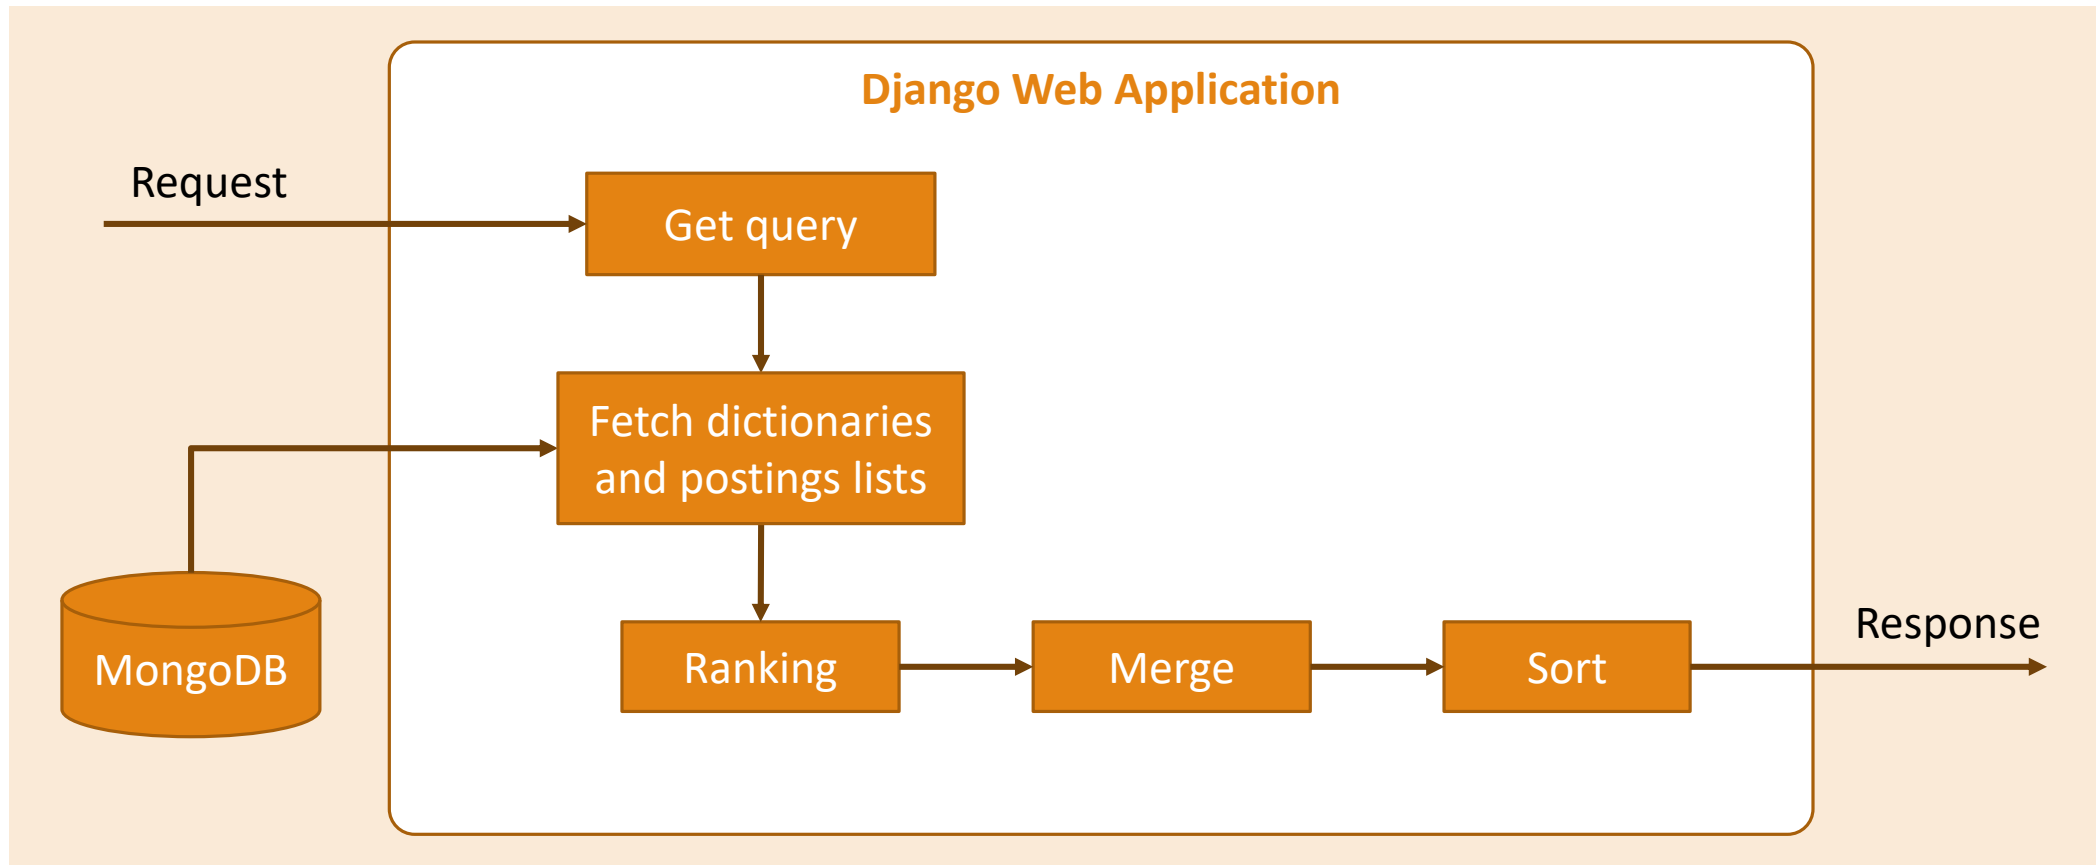 Django Web Application
Request
Get query
Fetch dictionaries
and postings lists
MongoDB
Ranking
Merge
Sort
Response